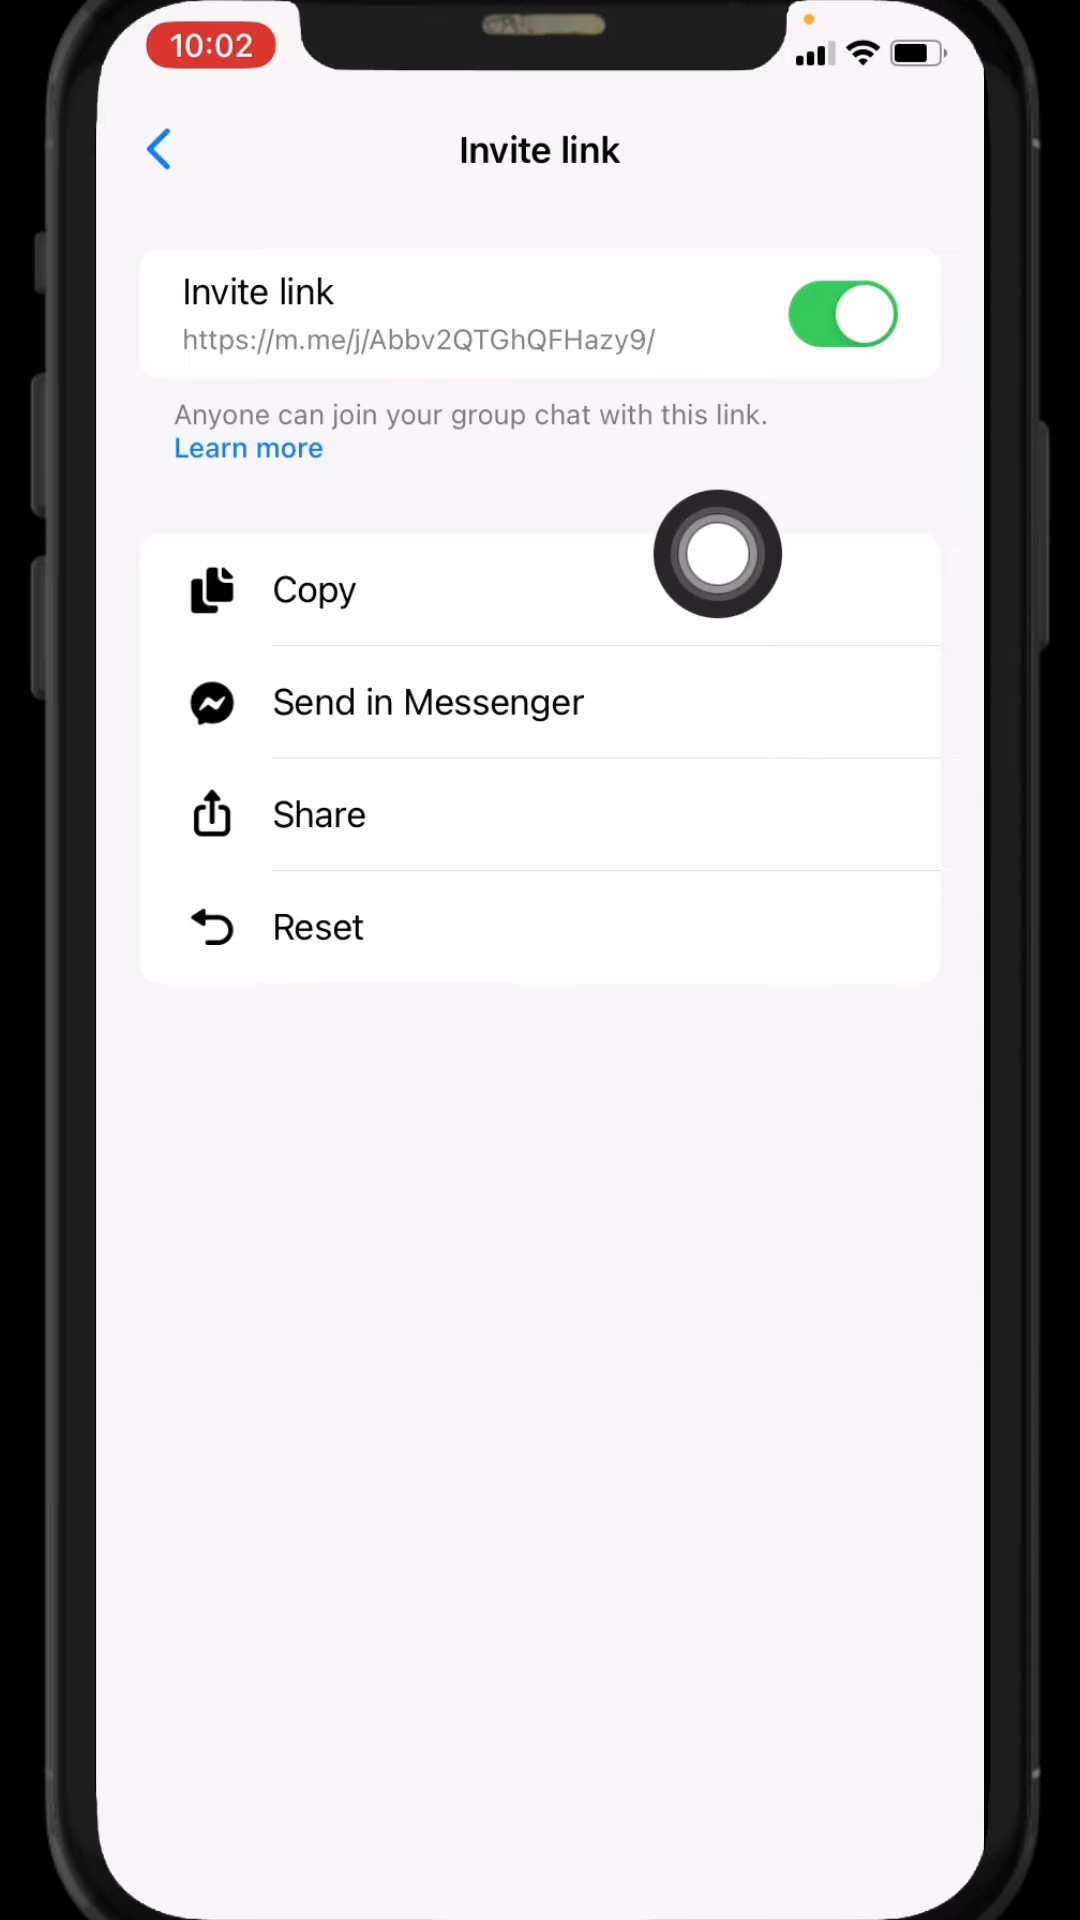 10:02
Invite link
Invite link
https://m.me/j/Abbv2QTGhQFHazy9/
Anyone can join your group chat with this link.
Learn more
Copy
Send in Messenger
Share
Reset